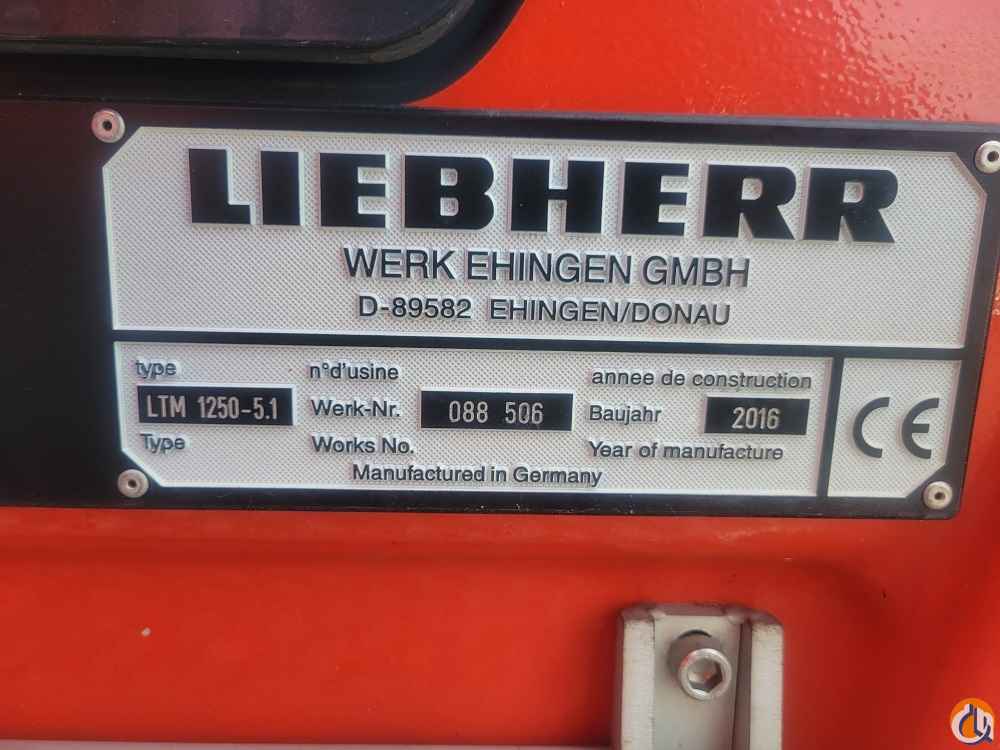 LIEBHERR
WERK EHINGEN GMBH
D-89582 EHINGEN/DONAU
type n°d'usine annee de construction
LTM 1250-5.1 Werk-Nr. 088 506 Baujahr 2016
Type Works No. Year of manufacture
Manufactured in Germany
CE